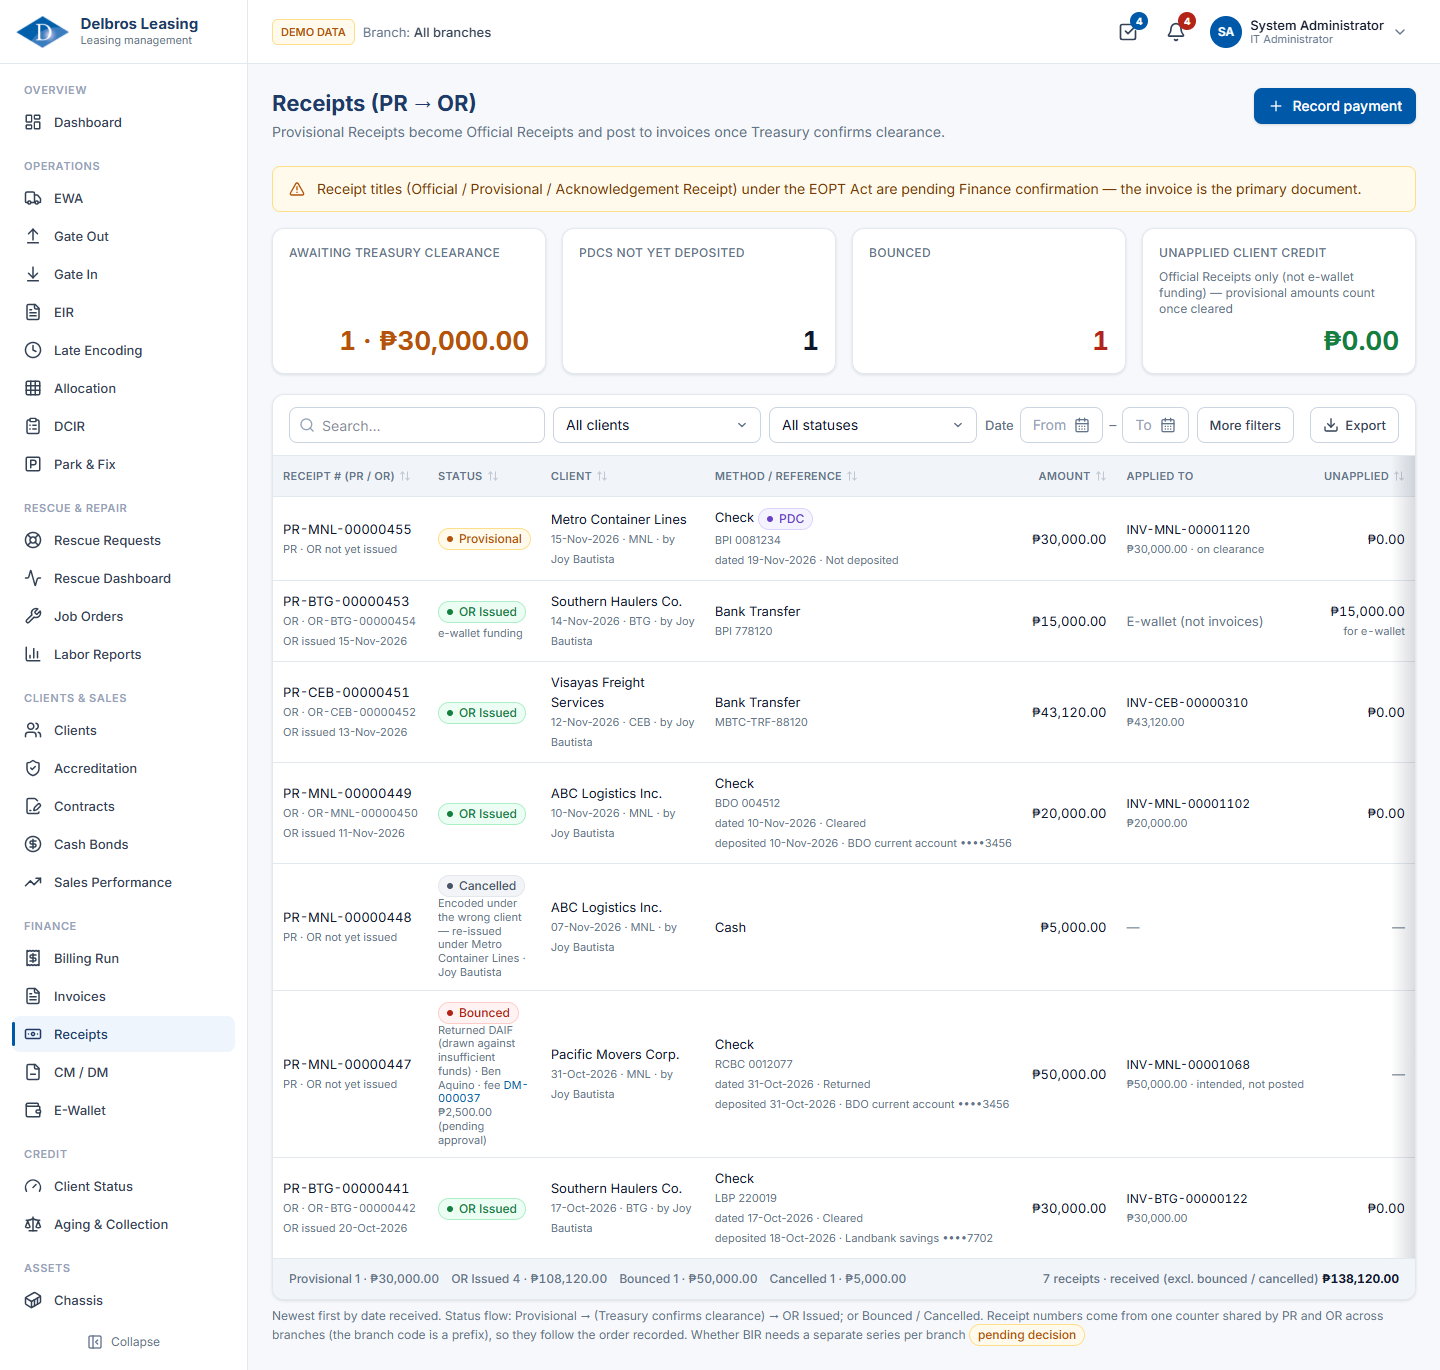 Delbros Leasing
Leasing management
DEMO DATA
Branch: All branches
4
4
SA
System Administrator
IT Administrator
OVERVIEW
Dashboard
OPERATIONS
EWA
Gate Out
Gate In
EIR
Late Encoding
Allocation
DCIR
Park & Fix
RESCUE & REPAIR
Rescue Requests
Rescue Dashboard
Job Orders
Labor Reports
CLIENTS & SALES
Clients
Accreditation
Contracts
Cash Bonds
Sales Performance
FINANCE
Billing Run
Invoices
Receipts
CM / DM
E-Wallet
CREDIT
Client Status
Aging & Collection
ASSETS
Chassis
Collapse
Receipts (PR → OR)
Provisional Receipts become Official Receipts and post to invoices once Treasury confirms clearance.
+ Record payment
Receipt titles (Official / Provisional / Acknowledgement Receipt) under the EOPT Act are pending Finance confirmation — the invoice is the primary document.
AWAITING TREASURY CLEARANCE
1 · ₱30,000.00
PDCS NOT YET DEPOSITED
1
BOUNCED
1
UNAPPLIED CLIENT CREDIT
Official Receipts only (not e-wallet
funding) — provisional amounts count
once cleared
₱0.00
Search...
All clients
All statuses
Date
From
–
To
More filters
Export
RECEIPT # (PR / OR)
STATUS
CLIENT
METHOD / REFERENCE
AMOUNT
APPLIED TO
UNAPPLIED
PR-MNL-00000455
PR · OR not yet issued
Provisional
Metro Container Lines
15-Nov-2026 · MNL · by
Joy Bautista
Check PDC
BPI 0081234
dated 19-Nov-2026 · Not deposited
₱30,000.00
INV-MNL-00001120
₱30,000.00 · on clearance
₱0.00
PR-BTG-00000453
OR · OR-BTG-00000454
OR issued 15-Nov-2026
OR Issued
e-wallet funding
Southern Haulers Co.
14-Nov-2026 · BTG · by Joy
Bautista
Bank Transfer
BPI 778120
₱15,000.00
E-wallet (not invoices)
₱15,000.00
for e-wallet
PR-CEB-00000451
OR · OR-CEB-00000452
OR issued 13-Nov-2026
OR Issued
Visayas Freight
Services
12-Nov-2026 · CEB · by Joy
Bautista
Bank Transfer
MBTC-TRF-88120
₱43,120.00
INV-CEB-00000310
₱43,120.00
₱0.00
PR-MNL-00000449
OR · OR-MNL-00000450
OR issued 11-Nov-2026
OR Issued
ABC Logistics Inc.
10-Nov-2026 · MNL · by
Joy Bautista
Check
BDO 004512
dated 10-Nov-2026 · Cleared
deposited 10-Nov-2026 · BDO current account ••••3456
₱20,000.00
INV-MNL-00001102
₱20,000.00
₱0.00
PR-MNL-00000448
PR · OR not yet issued
Cancelled
Encoded under
the wrong client
— re-issued
under Metro
Container Lines ·
Joy Bautista
ABC Logistics Inc.
07-Nov-2026 · MNL · by
Joy Bautista
Cash
₱5,000.00
—
—
PR-MNL-00000447
PR · OR not yet issued
Bounced
Returned DAIF
(drawn against
insufficient
funds) · Ben
Aquino · fee DM-
000037
₱2,500.00
(pending
approval)
Pacific Movers Corp.
31-Oct-2026 · MNL · by
Joy Bautista
Check
RCBC 0012077
dated 31-Oct-2026 · Returned
deposited 31-Oct-2026 · BDO current account ••••3456
₱50,000.00
INV-MNL-00001068
₱50,000.00 · intended, not posted
—
PR-BTG-00000441
OR · OR-BTG-00000442
OR issued 20-Oct-2026
OR Issued
Southern Haulers Co.
17-Oct-2026 · BTG · by Joy
Bautista
Check
LBP 220019
dated 17-Oct-2026 · Cleared
deposited 18-Oct-2026 · Landbank savings ••••7702
₱30,000.00
INV-BTG-00000122
₱30,000.00
₱0.00
Provisional 1 · ₱30,000.00 OR Issued 4 · ₱108,120.00 Bounced 1 · ₱50,000.00 Cancelled 1 · ₱5,000.00
7 receipts · received (excl. bounced / cancelled) ₱138,120.00
Newest first by date received. Status flow: Provisional → (Treasury confirms clearance) → OR Issued; or Bounced / Cancelled. Receipt numbers come from one counter shared by PR and OR across
branches (the branch code is a prefix), so they follow the order recorded. Whether BIR needs a separate series per branch pending decision